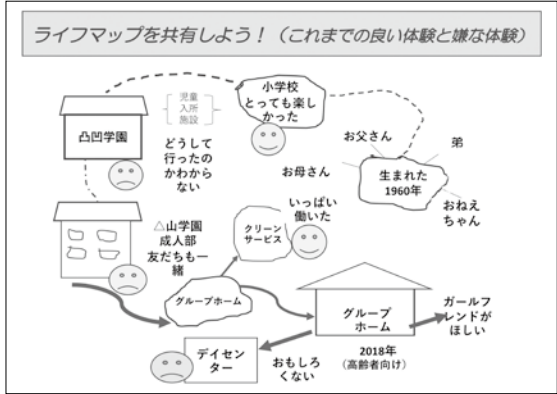 ライフマップを共有しよう！（これまでの良い体験と嫌な体験）
小学校
とっても楽し
かった
児童
入所
施設
凸凹学園
どうして
行ったの
かわから
ない
お父さん
弟
お母さん
生まれた
1960年
おねえ
ちゃん
いっぱい
働いた
△山学園
成人部
友だちも一
緒
クリーン
サービス
グループホーム
グループ
ホーム
ガールフ
レンドが
ほしい
2018年
（高齢者向け）
デイセン
ター
おもしろ
くない